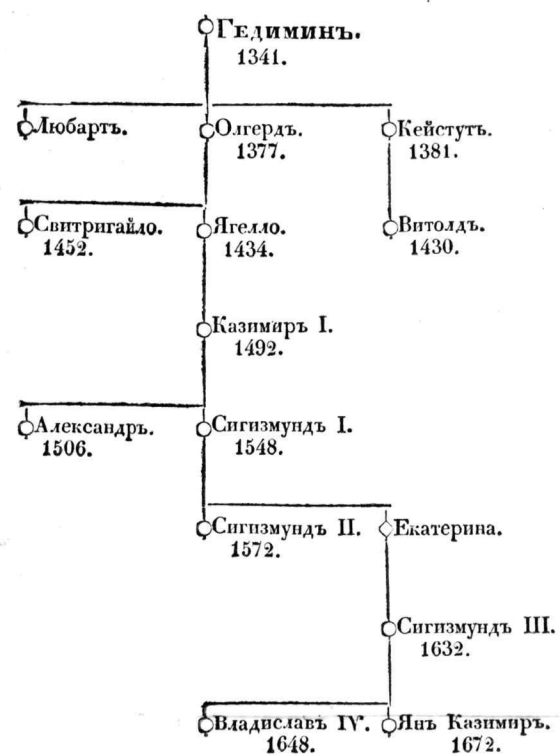 Гедиминъ.
1341.
Любартъ.
Олгердъ.
1377.
Кейстутъ.
1381.
Свитригайло.
1452.
Ягелло.
1434.
Витолдъ.
1430.
Казимиръ I.
1492.
Александръ.
1506.
Сигизмундъ I.
1548.
Сигизмундъ II.
1572.
Екатерина.
Сигизмундъ III.
1632.
Владиславъ IV.
1648.
Янъ Казимиръ.
1672.